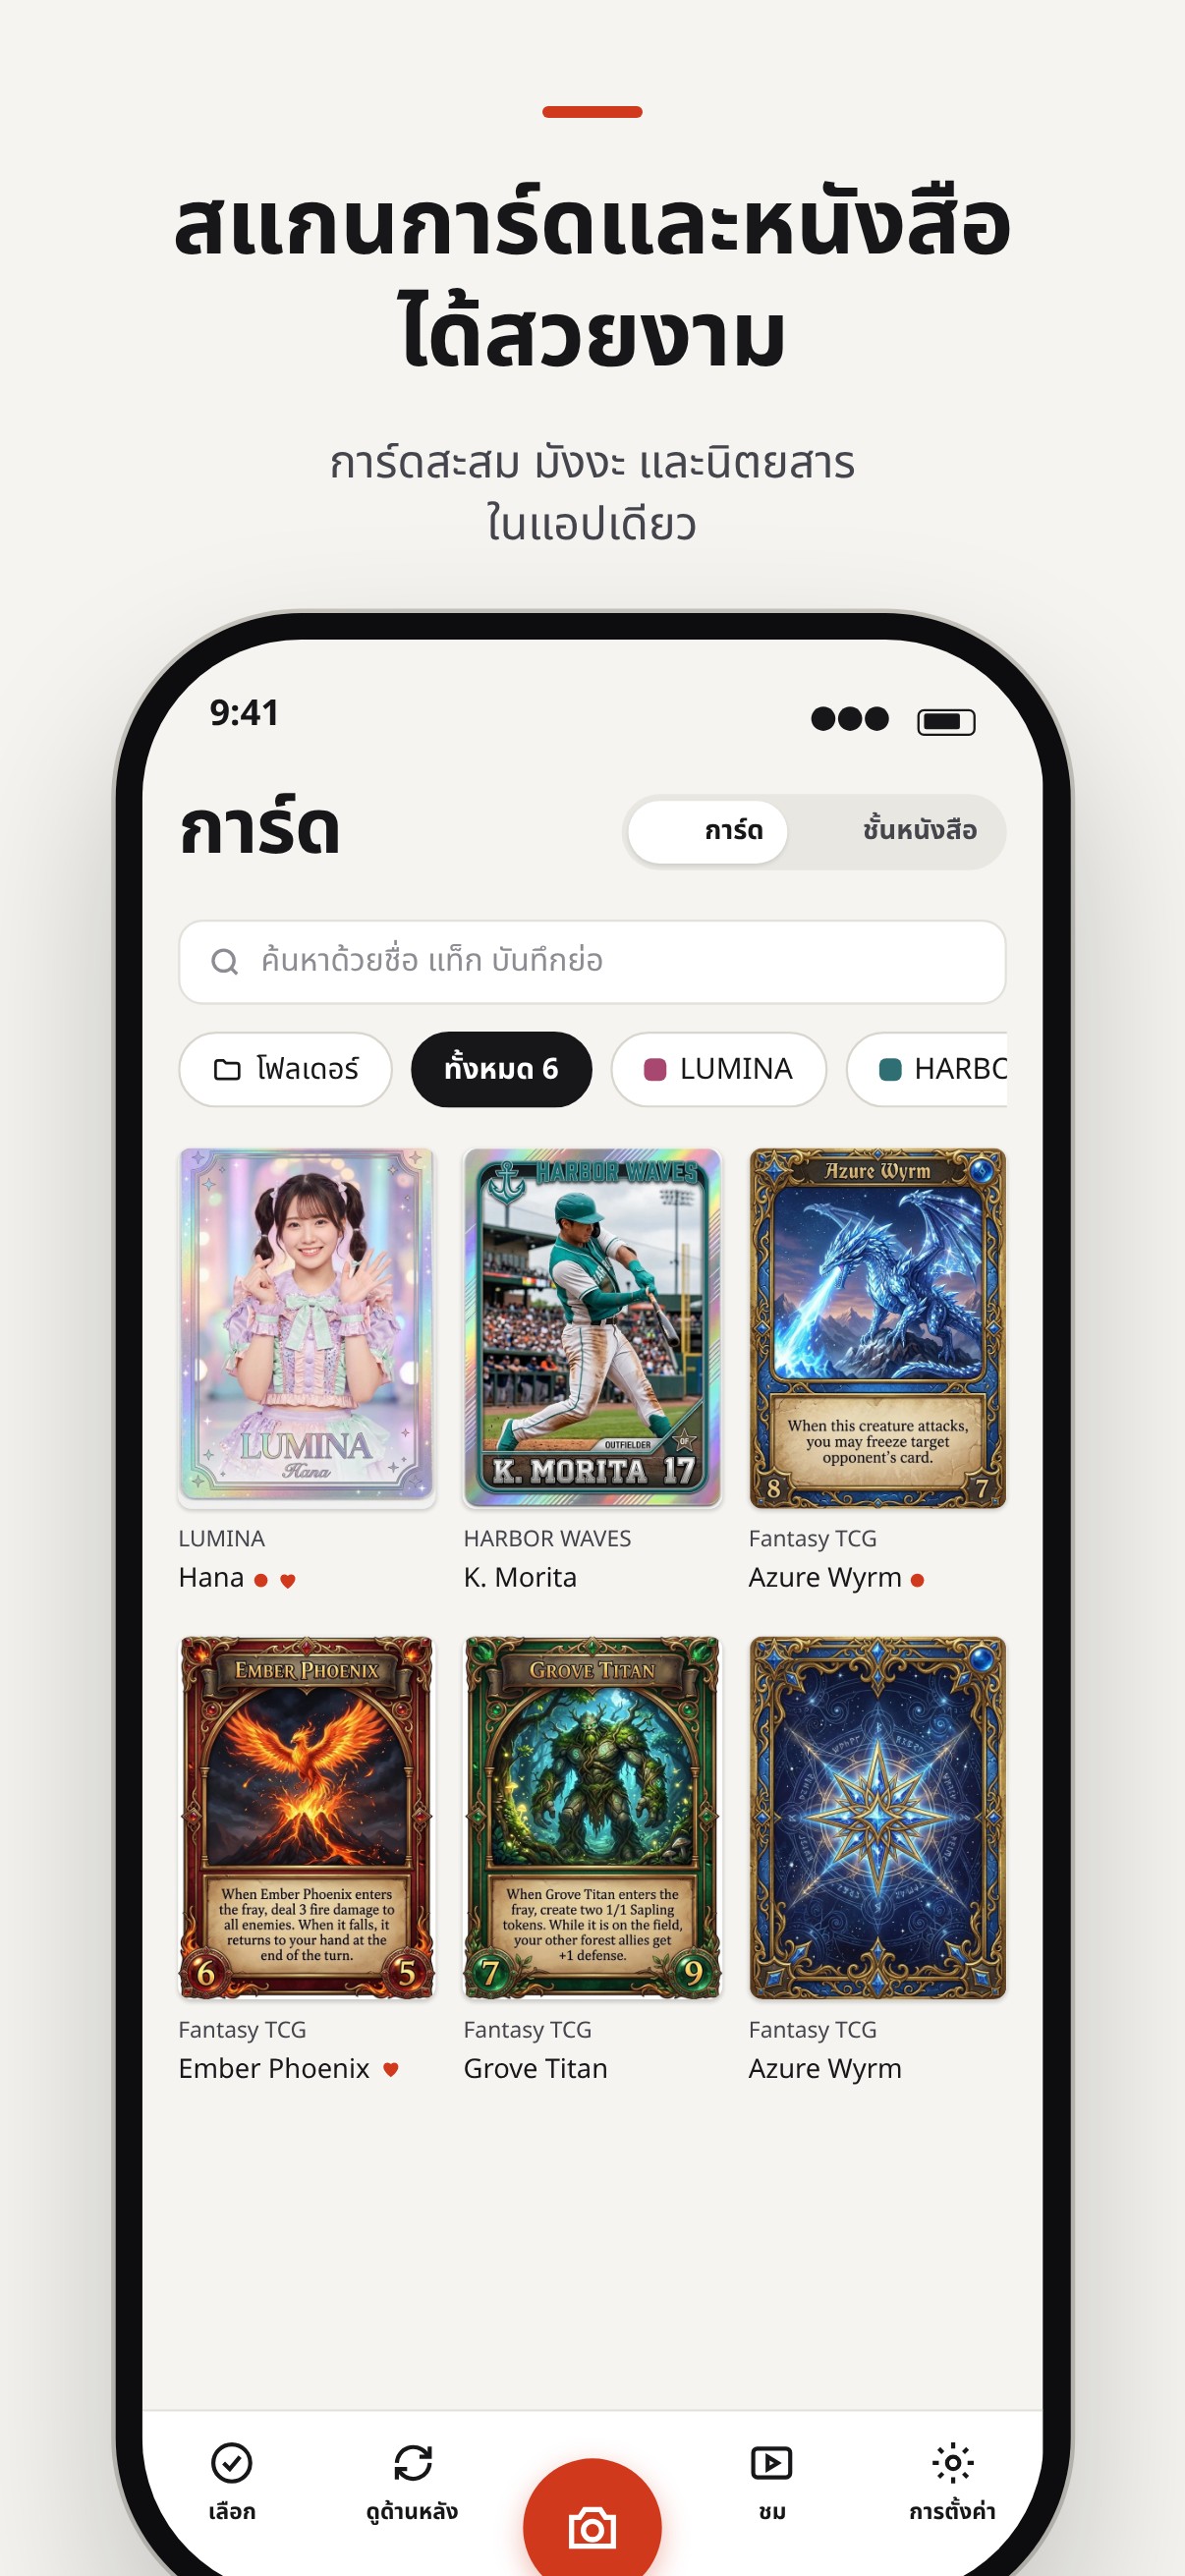 สแกนการ์ดและหนังสือ
ได้สวยงาม
การ์ดสะสม มังงะ และนิตยสาร
ในแอปเดียว
9:41
การ์ด
การ์ด
ชั้นหนังสือ
ค้นหาด้วยชื่อ แท็ก บันทึกย่อ
โฟลเดอร์
ทั้งหมด 6
LUMINA
HARBO
LUMINA
Hana
HARBOR WAVES
OUTFIELDER
OF
K. MORITA 17
Azure Wyrm
When this creature attacks,
you may freeze target
opponent's card.
8
7
LUMINA
Hana
HARBOR WAVES
K. Morita
Fantasy TCG
Azure Wyrm
EMBER PHOENIX
When Ember Phoenix enters
the fray, deal 3 fire damage to
all enemies. When it falls, it
returns to your hand at the
end of the turn.
6
5
GROVE TITAN
When Grove Titan enters the
fray, create two 1/1 Sapling
tokens. While it is on the field,
your other forest allies get
+1 defense.
7
9
Fantasy TCG
Ember Phoenix
Fantasy TCG
Grove Titan
Fantasy TCG
Azure Wyrm
เลือก
ดูด้านหลัง
ชม
การตั้งค่า